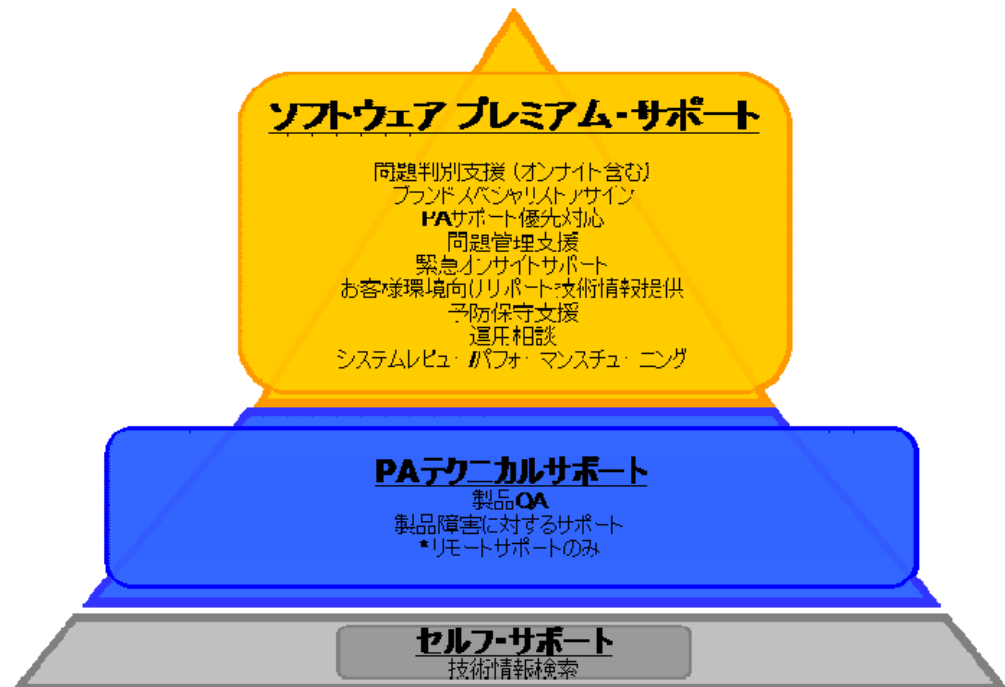 ソフトウェア プレミアム・サポート
問題判別支援（オンサイト含む）
ブランドスペシャリストアサイン
PAサポート優先対応
問題管理支援
緊急オンサイトサポート
お客様環境向けリポート技術情報提供
予防保守支援
運用相談
システムレビュー/パフォーマンスチューニング
PAテクニカルサポート
製品QA
製品障害に対するサポート
*リモートサポートのみ
セルフ・サポート
技術情報検索